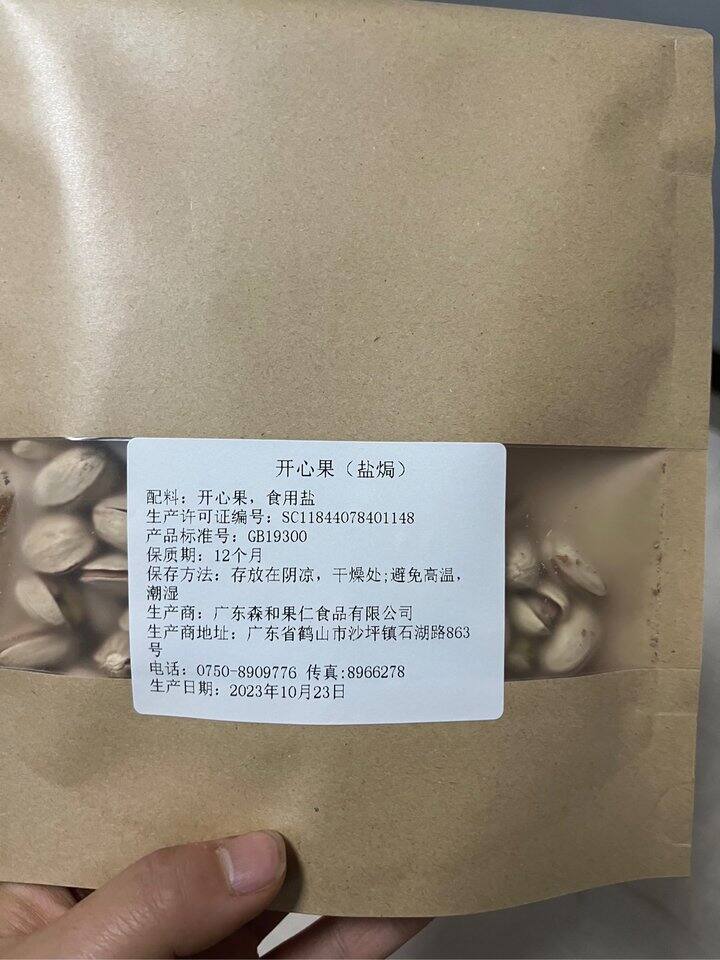 开心果（盐焗）
配料：开心果，食用盐
生产许可证编号：SC11844078401148
产品标准号：GB19300
保质期：12个月
保存方法：存放在阴凉，干燥处;避免高温，
潮湿
生产商：广东森和果仁食品有限公司
生产商地址：广东省鹤山市沙坪镇石湖路863
号
电话：0750-8909776 传真:8966278
生产日期：2023年10月23日